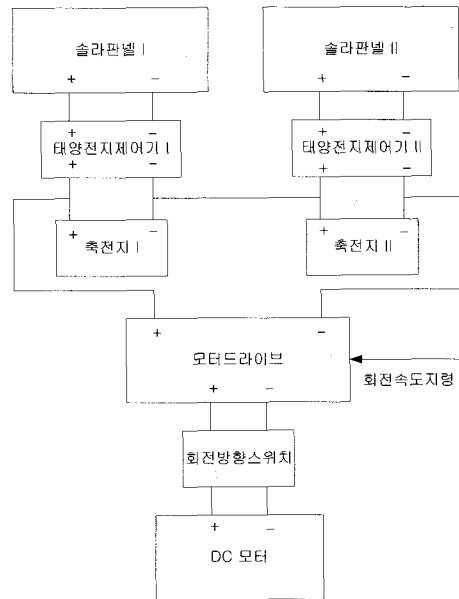 솔라판넬 I
솔라판넬 II
+ −
+ −
+ −
+ −
태양전지제어기 I
태양전지제어기 II
+ −
+ −
+ −
+ −
축전지 I
축전지 II
+ −
모터드라이브
회전속도지령
+ −
회전방향스위치
+ −
DC 모터